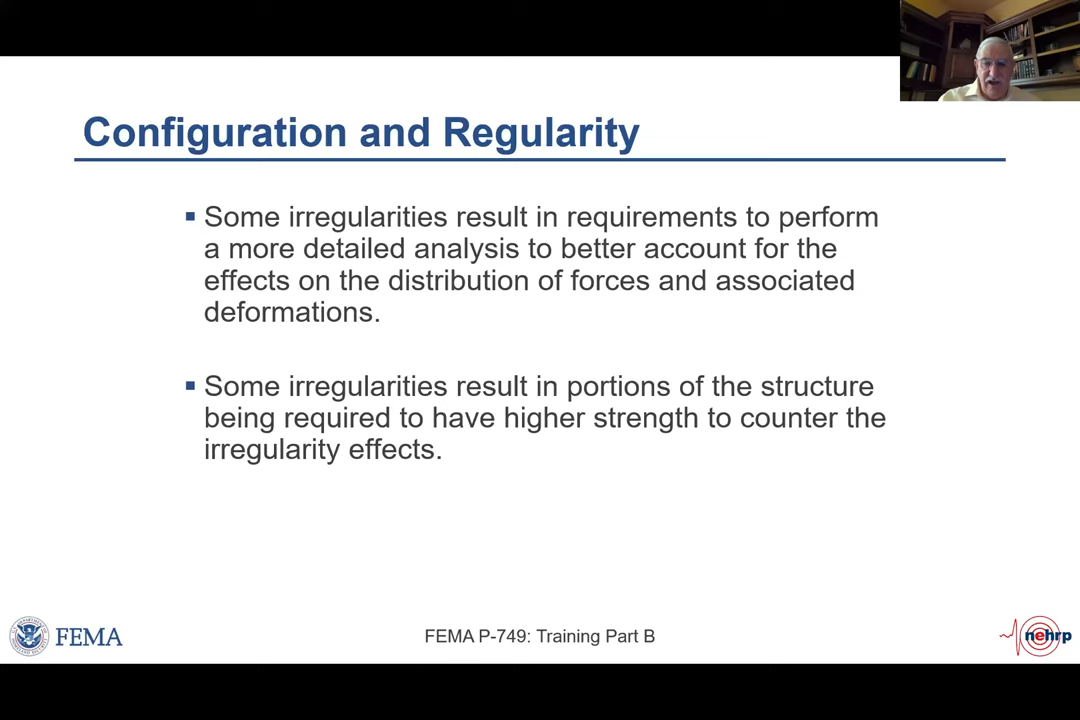 Configuration and Regularity
▪ Some irregularities result in requirements to perform
a more detailed analysis to better account for the
effects on the distribution of forces and associated
deformations.
▪ Some irregularities result in portions of the structure
being required to have higher strength to counter the
irregularity effects.
FEMA
FEMA P-749: Training Part B
nehrp